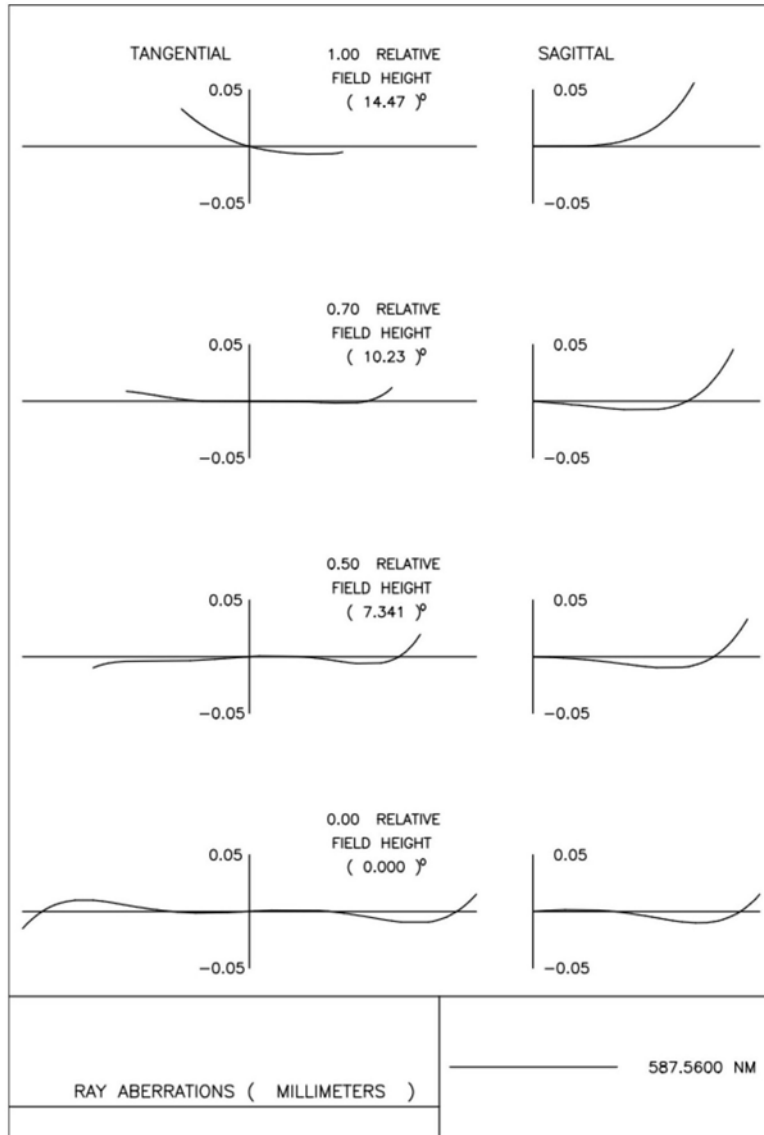 TANGENTIAL 1.00 RELATIVE SAGITTAL
FIELD HEIGHT
0.05 ( 14.47 )º 0.05
-0.05 -0.05
0.70 RELATIVE
FIELD HEIGHT
0.05 ( 10.23 )º 0.05
-0.05 -0.05
0.50 RELATIVE
FIELD HEIGHT
0.05 ( 7.341 )º 0.05
-0.05 -0.05
0.00 RELATIVE
FIELD HEIGHT
0.05 ( 0.000 )º 0.05
-0.05 -0.05
587.5600 NM
RAY ABERRATIONS ( MILLIMETERS )